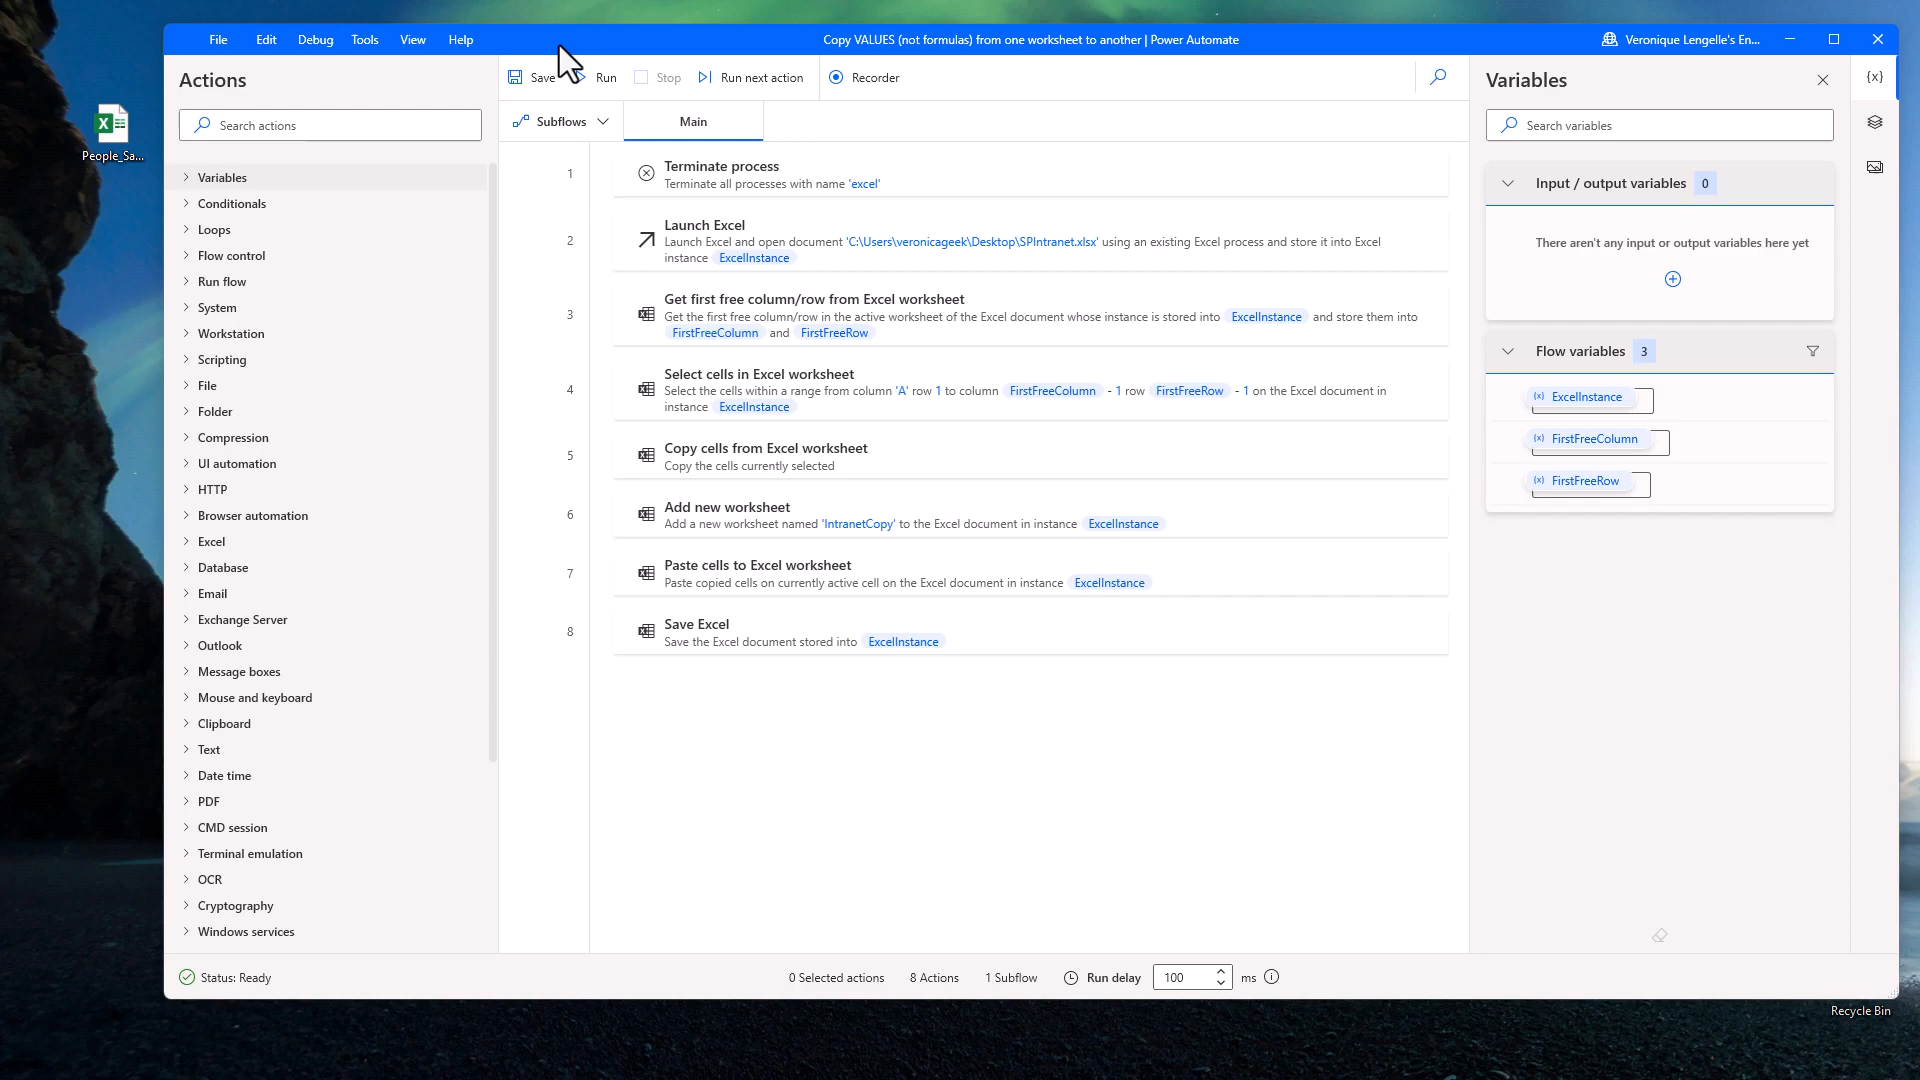 File Edit Debug Tools View Help
Copy VALUES (not formulas) from one worksheet to another | Power Automate
Veronique Lengelle's En...
People_Sa...
Actions
Search actions
Variables
Conditionals
Loops
Flow control
Run flow
System
Workstation
Scripting
File
Folder
Compression
UI automation
HTTP
Browser automation
Excel
Database
Email
Exchange Server
Outlook
Message boxes
Mouse and keyboard
Clipboard
Text
Date time
PDF
CMD session
Terminal emulation
OCR
Cryptography
Windows services
Save Run Stop Run next action Recorder
Subflows Main
1 Terminate process
Terminate all processes with name 'excel'
2 Launch Excel
Launch Excel and open document 'C:\Users\veronicageek\Desktop\SPIntranet.xlsx' using an existing Excel process and store it into Excel
instance ExcelInstance
3 Get first free column/row from Excel worksheet
Get the first free column/row in the active worksheet of the Excel document whose instance is stored into ExcelInstance and store them into
FirstFreeColumn and FirstFreeRow
4 Select cells in Excel worksheet
Select the cells within a range from column 'A' row 1 to column FirstFreeColumn - 1 row FirstFreeRow - 1 on the Excel document in
instance ExcelInstance
5 Copy cells from Excel worksheet
Copy the cells currently selected
6 Add new worksheet
Add a new worksheet named 'IntranetCopy' to the Excel document in instance ExcelInstance
7 Paste cells to Excel worksheet
Paste copied cells on currently active cell on the Excel document in instance ExcelInstance
8 Save Excel
Save the Excel document stored into ExcelInstance
Variables
{x}
Search variables
Input / output variables 0
There aren't any input or output variables here yet
Flow variables 3
(x) ExcelInstance
(x) FirstFreeColumn
(x) FirstFreeRow
Status: Ready
0 Selected actions 8 Actions 1 Subflow Run delay 100 ms
Recycle Bin